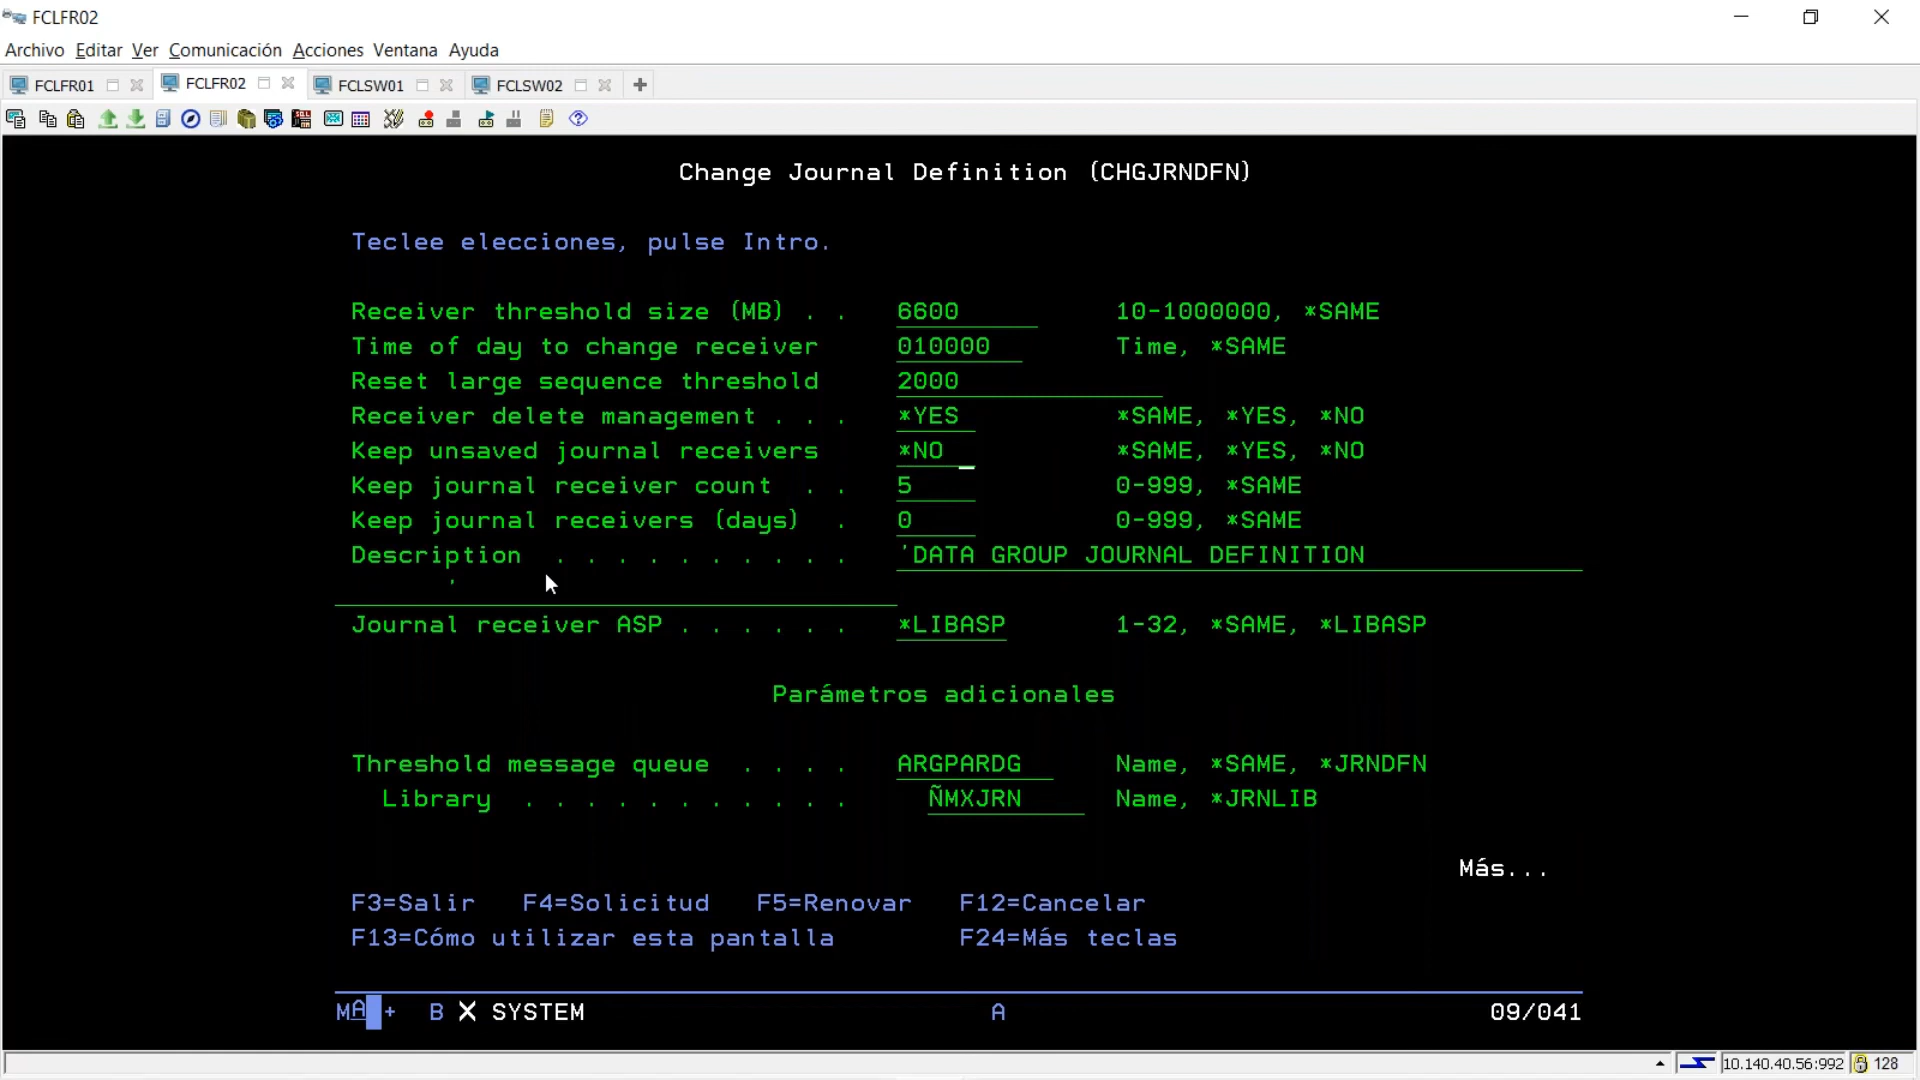 FCLFR02
Archivo Editar Ver Comunicación Acciones Ventana Ayuda
FCLFR01 FCLFR02 FCLSW01 FCLSW02
Change Journal Definition (CHGJRNDFN)
Teclee elecciones, pulse Intro.
Receiver threshold size (MB) . . 6600 10-1000000, *SAME
Time of day to change receiver 010000 Time, *SAME
Reset large sequence threshold 2000
Receiver delete management . . . *YES *SAME, *YES, *NO
Keep unsaved journal receivers *NO *SAME, *YES, *NO
Keep journal receiver count . . 5 0-999, *SAME
Keep journal receivers (days) . 0 0-999, *SAME
Description . . . . . . . . . . 'DATA GROUP JOURNAL DEFINITION
'
Journal receiver ASP . . . . . . *LIBASP 1-32, *SAME, *LIBASP
Parámetros adicionales
Threshold message queue . . . . ARGPARDG Name, *SAME, *JRNDFN
Library . . . . . . . . . . . ÑMXJRN Name, *JRNLIB
Más...
F3=Salir F4=Solicitud F5=Renovar F12=Cancelar
F13=Cómo utilizar esta pantalla F24=Más teclas
MA + B X SYSTEM A 09/041
10.140.40.56:992 128